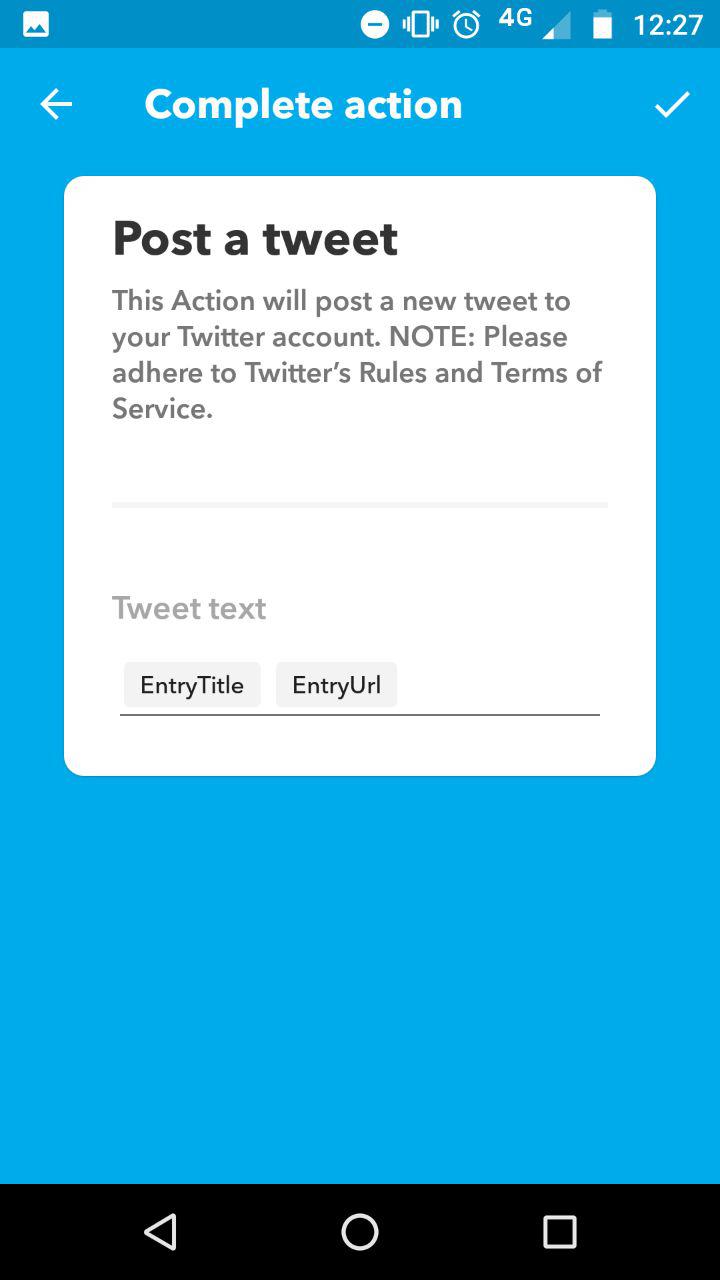 4G 12:27
Complete action
Post a tweet
This Action will post a new tweet to
your Twitter account. NOTE: Please
adhere to Twitter’s Rules and Terms of
Service.
Tweet text
EntryTitle EntryUrl